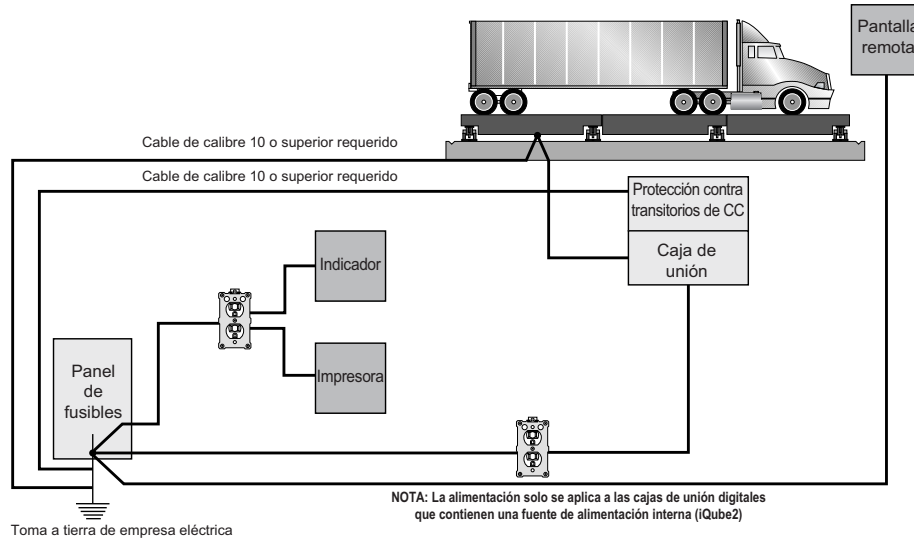 Pantalla
remota
Cable de calibre 10 o superior requerido
Cable de calibre 10 o superior requerido
Protección contra
transitorios de CC
Caja de
unión
Indicador
Impresora
Panel
de
fusibles
NOTA: La alimentación solo se aplica a las cajas de unión digitales
que contienen una fuente de alimentación interna (iQube2)
Toma a tierra de empresa eléctrica